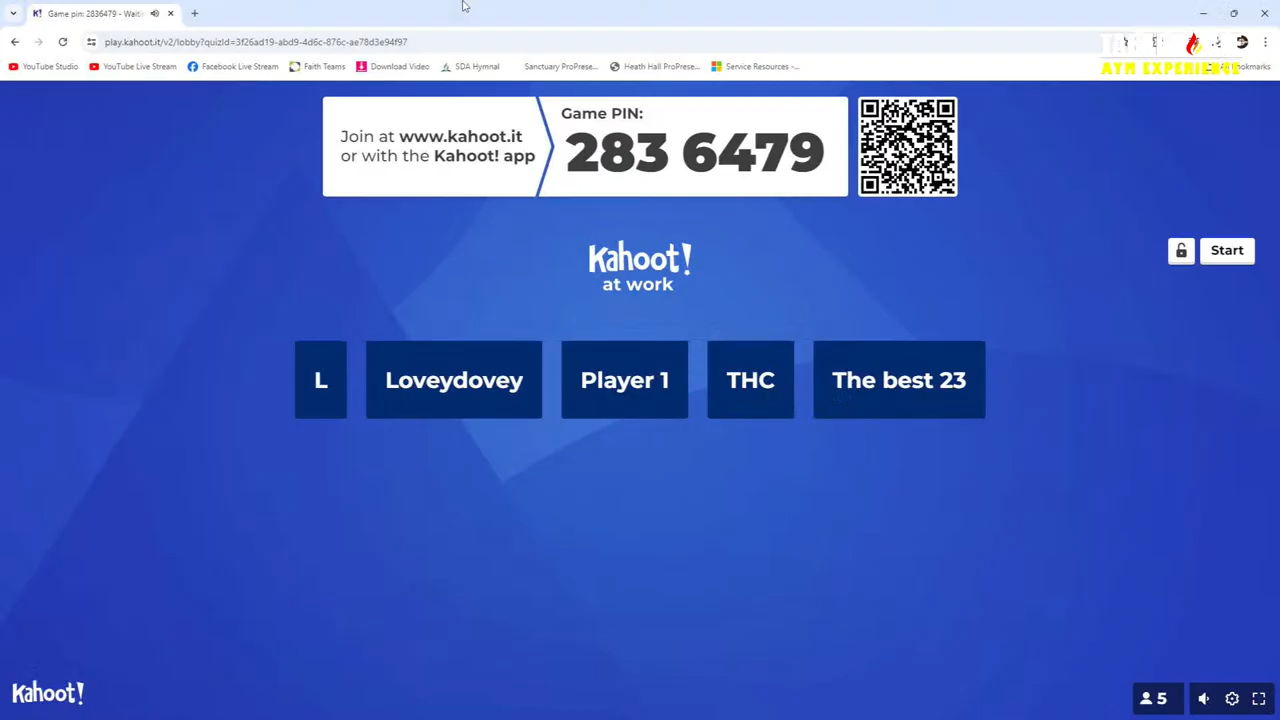 Game pin: 2836479 - Waiti
play.kahoot.it/v2/lobby?quizId=3f26ad19-abd9-4d6c-876c-ae78d3e94f97
YouTube Studio
YouTube Live Stream
Facebook Live Stream
Faith Teams
Download Video
SDA Hymnal
Sanctuary ProPrese...
Heath Hall ProPrese...
Service Resources -...
AYM EXPERIENCE
Join at www.kahoot.it
or with the Kahoot! app
Game PIN:
283 6479
Kahoot!
at work
Start
L
Loveydovey
Player 1
THC
The best 23
Kahoot!
5